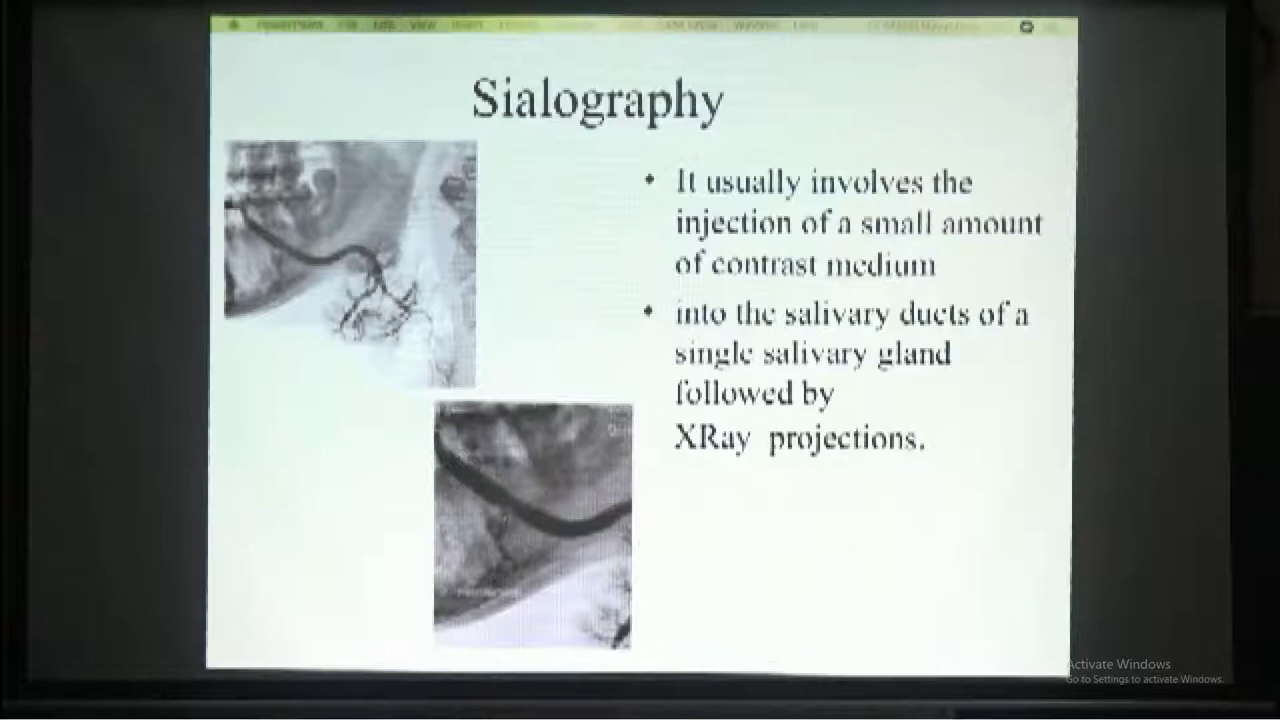 Sialography
• It usually involves the
injection of a small amount
of contrast medium
• into the salivary ducts of a
single salivary gland
followed by
XRay projections.
Activate Windows
Go to Settings to activate Windows.